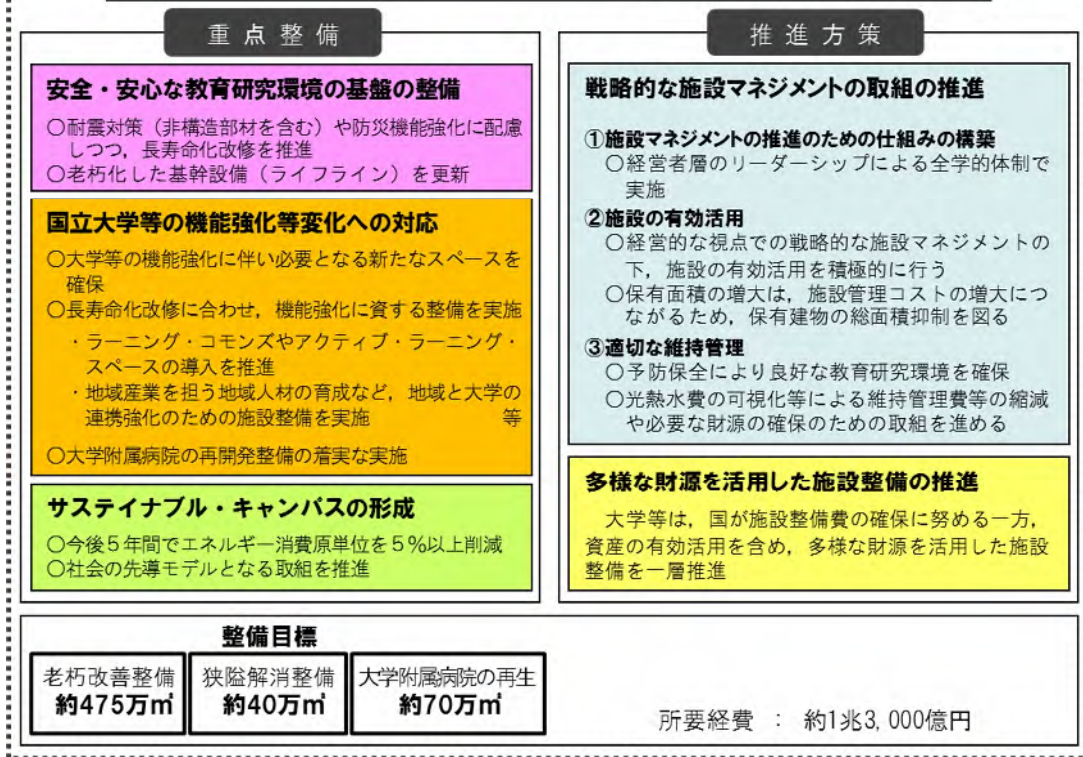 重点整備
安全・安心な教育研究環境の基盤の整備
○耐震対策（非構造部材を含む）や防災機能強化に配慮
しつつ，長寿命化改修を推進
○老朽化した基幹設備（ライフライン）を更新
国立大学等の機能強化等変化への対応
○大学等の機能強化に伴い必要となる新たなスペースを
確保
○長寿命化改修に合わせ，機能強化に資する整備を実施
・ラーニング・コモンズやアクティブ・ラーニング・
スペースの導入を推進
・地域産業を担う地域人材の育成など，地域と大学の
連携強化のための施設整備を実施　等
○大学附属病院の再開発整備の着実な実施
サステイナブル・キャンパスの形成
○今後５年間でエネルギー消費原単位を５％以上削減
○社会の先導モデルとなる取組を推進
推進方策
戦略的な施設マネジメントの取組の推進
①施設マネジメントの推進のための仕組みの構築
○経営者層のリーダーシップによる全学的体制で
実施
②施設の有効活用
○経営的な視点での戦略的な施設マネジメントの
下，施設の有効活用を積極的に行う
○保有面積の増大は，施設管理コストの増大につ
ながるため，保有建物の総面積抑制を図る
③適切な維持管理
○予防保全により良好な教育研究環境を確保
○光熱水費の可視化等による維持管理費等の縮減
や必要な財源の確保のための取組を進める
多様な財源を活用した施設整備の推進
大学等は，国が施設整備費の確保に努める一方，
資産の有効活用を含め，多様な財源を活用した施設
整備を一層推進
整備目標
老朽改善整備
約475万㎡
狭隘解消整備
約40万㎡
大学附属病院の再生
約70万㎡
所要経費　：　約1兆3,000億円